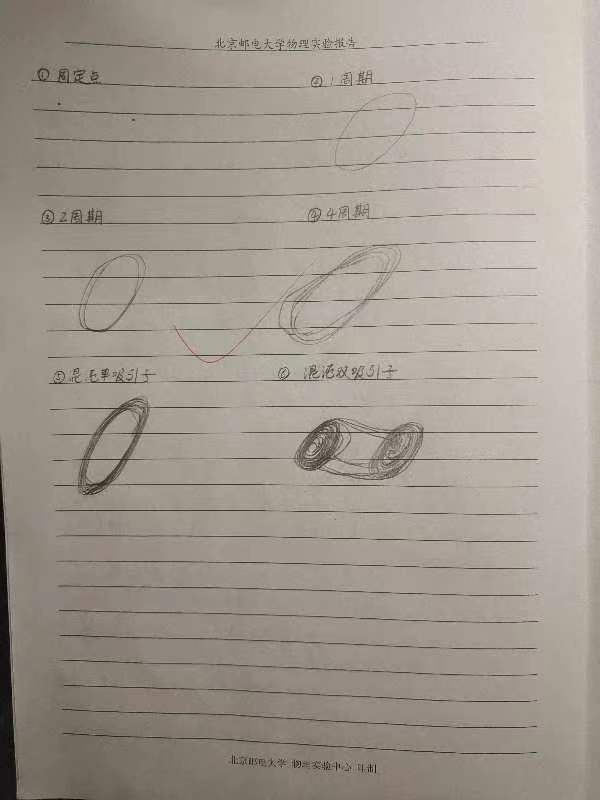 北京邮电大学物理实验报告
① 固定点
② 1周期
③ 2周期
④ 4周期
⑤ 混沌单吸引子
⑥ 混沌双吸引子
北京邮电大学 物理实验中心 印制